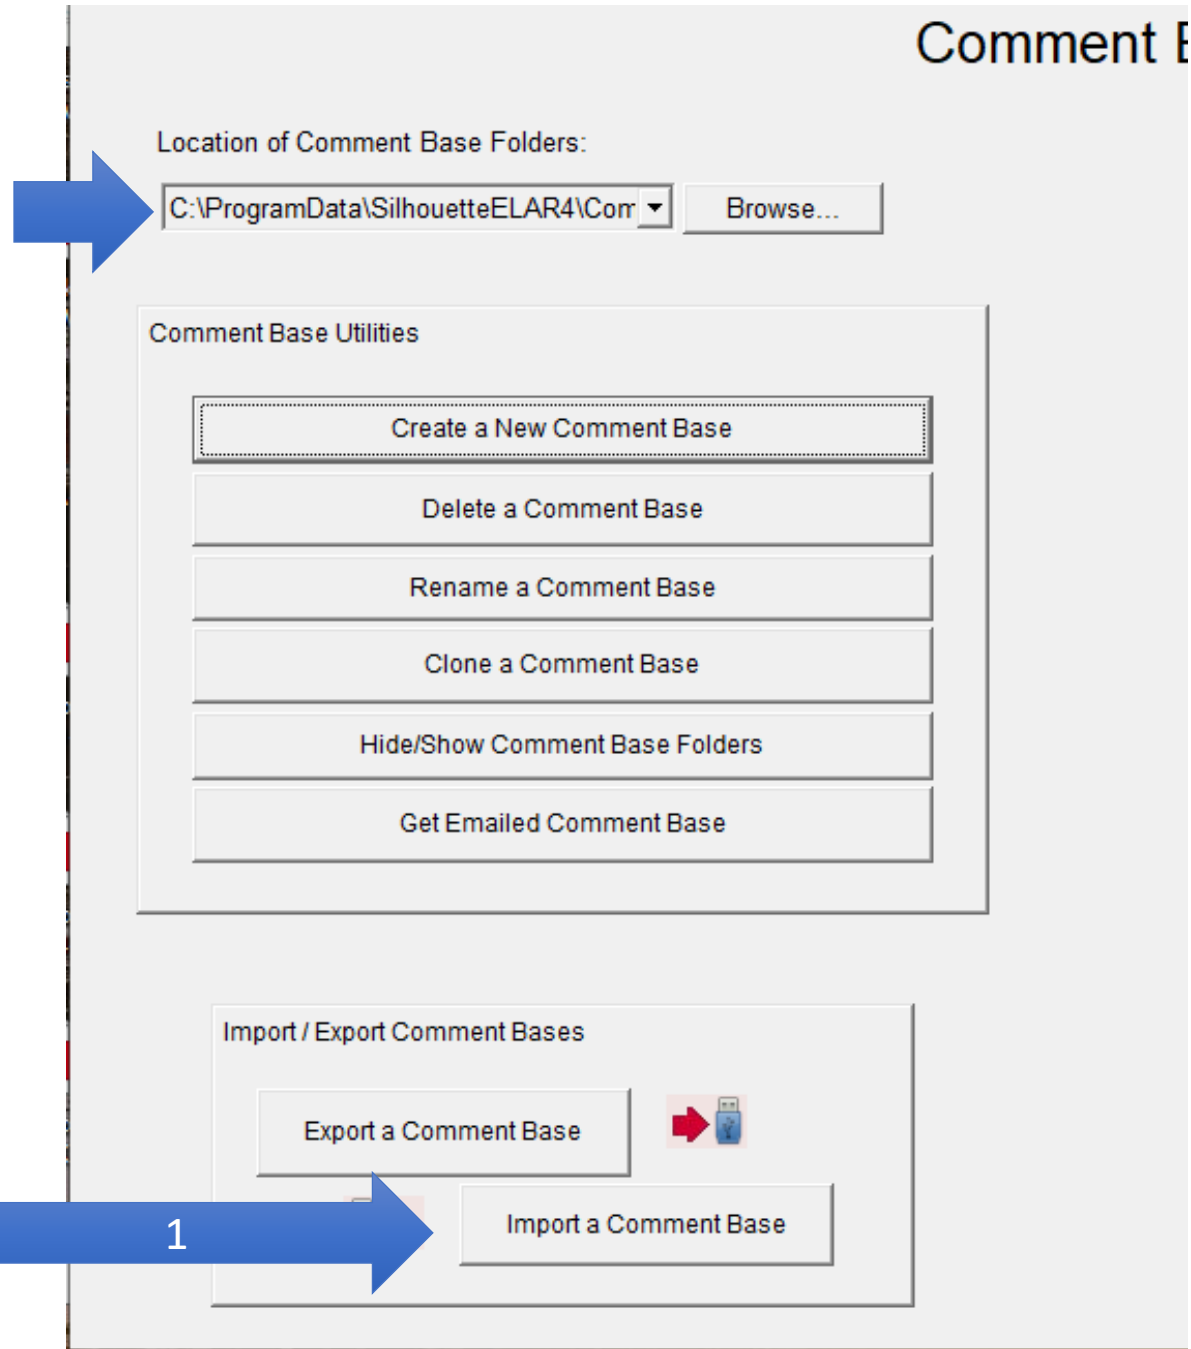 Comment
Location of Comment Base Folders:
C:\ProgramData\SilhouetteELAR4\Com
Browse...
Comment Base Utilities
Create a New Comment Base
Delete a Comment Base
Rename a Comment Base
Clone a Comment Base
Hide/Show Comment Base Folders
Get Emailed Comment Base
Import / Export Comment Bases
Export a Comment Base
1
Import a Comment Base